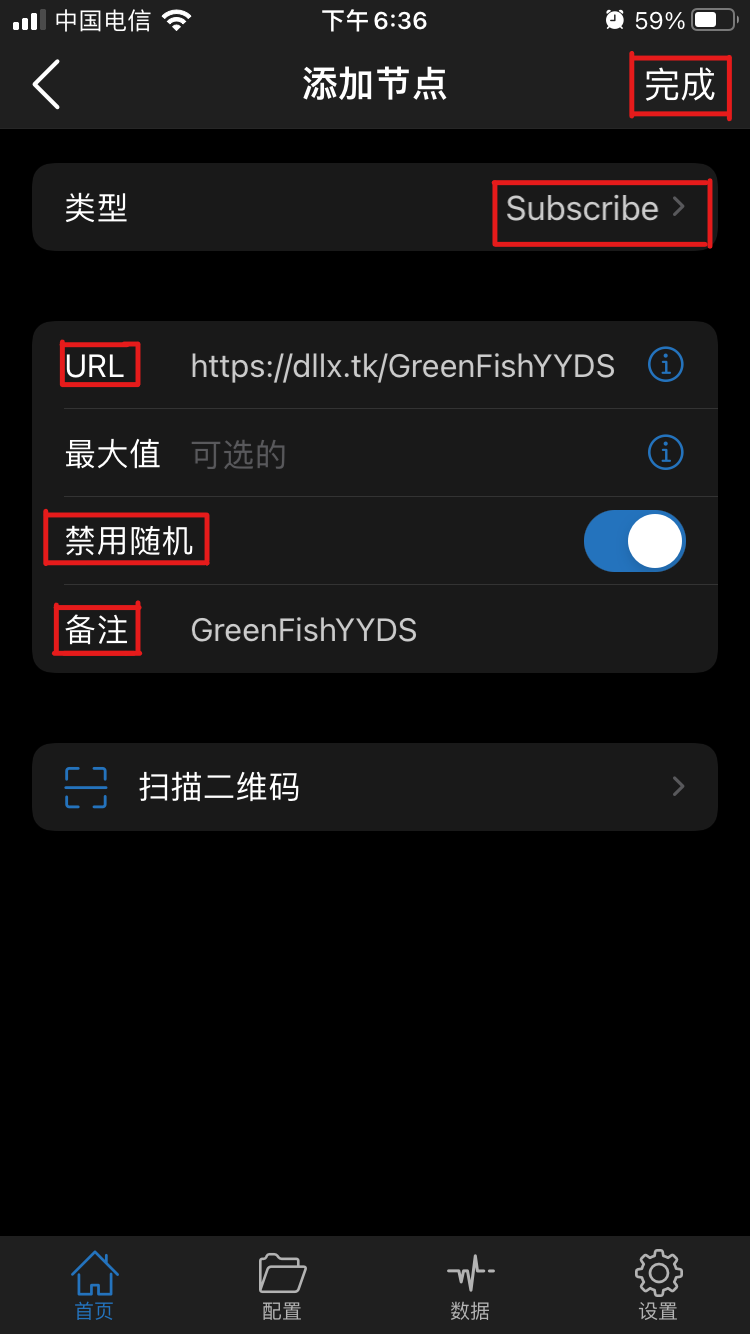 中国电信 下午6:36 59%
添加节点 完成
类型 Subscribe
URL https://dllx.tk/GreenFishYYDS
最大值 可选的
禁用随机
备注 GreenFishYYDS
扫描二维码
首页 配置 数据 设置